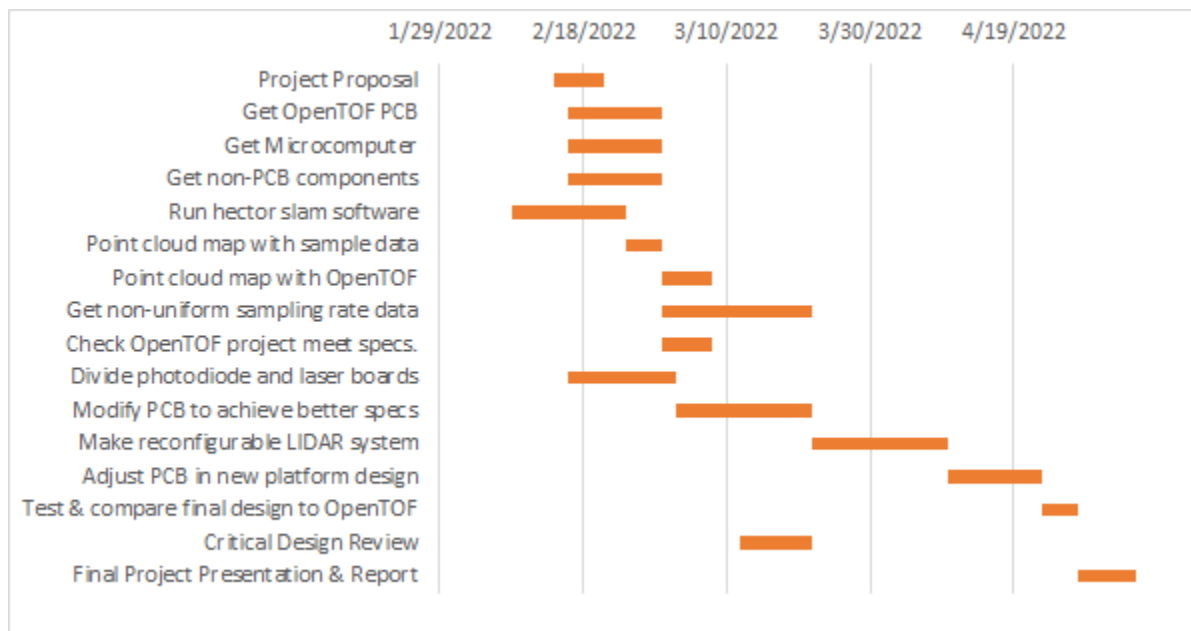 1/29/2022 2/18/2022 3/10/2022 3/30/2022 4/19/2022
Project Proposal
Get OpenTOF PCB
Get Microcomputer
Get non-PCB components
Run hector slam software
Point cloud map with sample data
Point cloud map with OpenTOF
Get non-uniform sampling rate data
Check OpenTOF project meet specs.
Divide photodiode and laser boards
Modify PCB to achieve better specs
Make reconfigurable LIDAR system
Adjust PCB in new platform design
Test & compare final design to OpenTOF
Critical Design Review
Final Project Presentation & Report